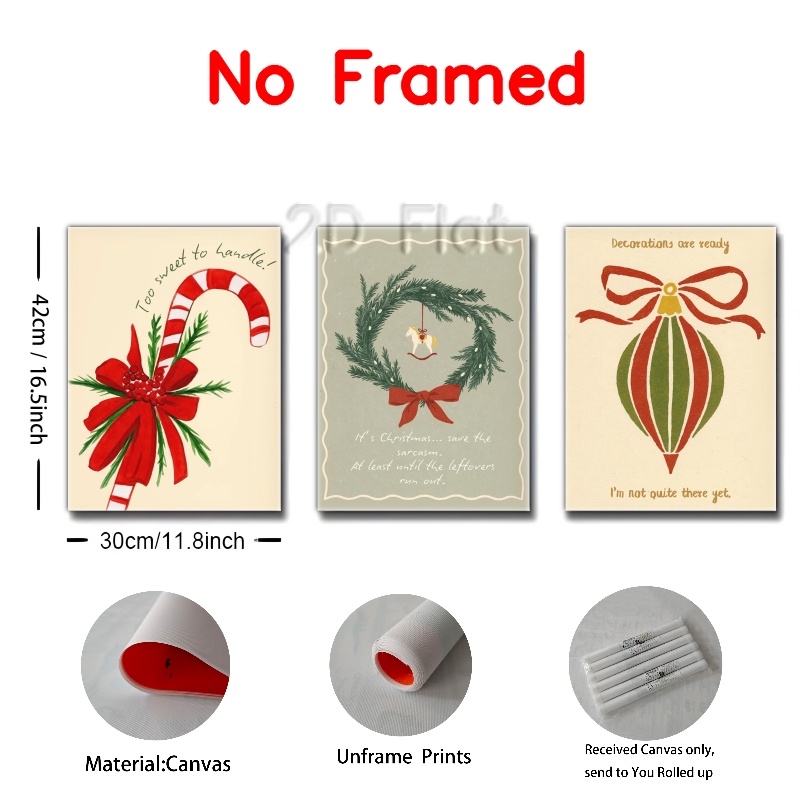 No Framed
2D Flat
42cm / 16.5inch
Too sweet to handle!
It's Christmas... save the
sarcasm.
At least until the leftovers
run out.
Decorations are ready
I'm not quite there yet.
30cm/11.8inch
Material:Canvas
Unframe Prints
Received Canvas only,
send to You Rolled up